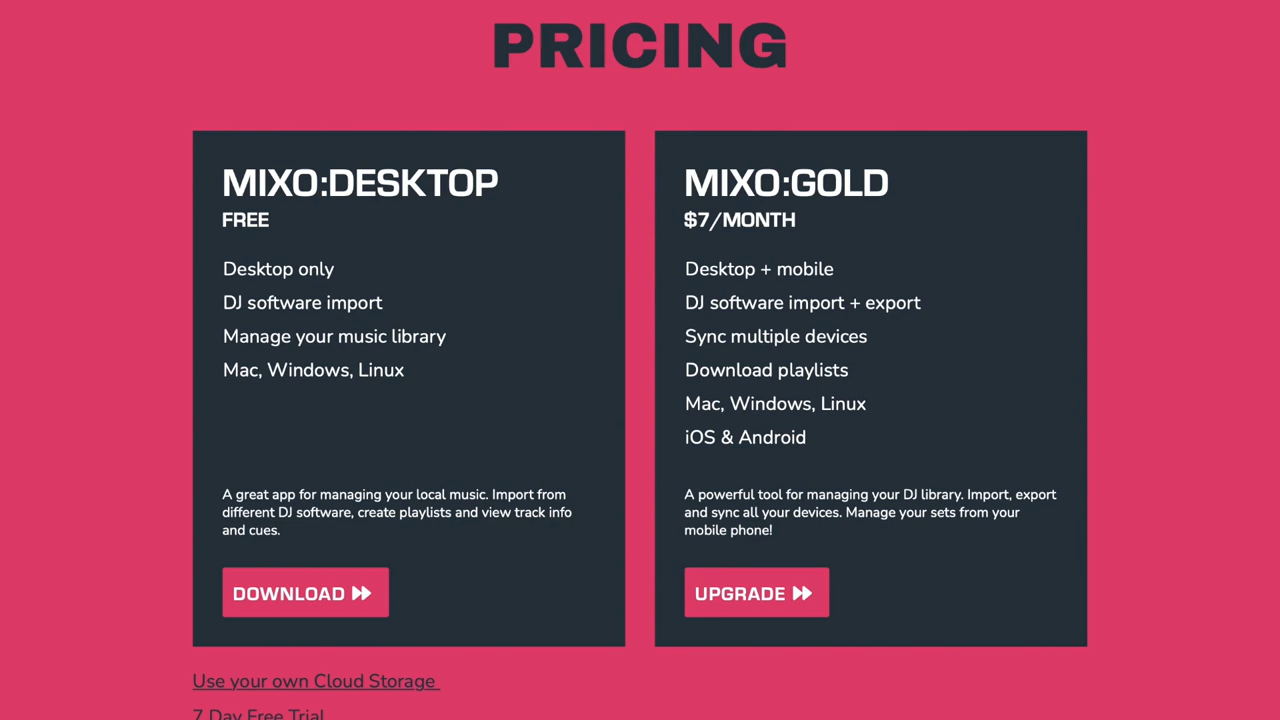 PRICING
MIXO:DESKTOP
FREE
Desktop only
DJ software import
Manage your music library
Mac, Windows, Linux
A great app for managing your local music. Import from
different DJ software, create playlists and view track info
and cues.
DOWNLOAD
MIXO:GOLD
$7/MONTH
Desktop + mobile
DJ software import + export
Sync multiple devices
Download playlists
Mac, Windows, Linux
iOS & Android
A powerful tool for managing your DJ library. Import, export
and sync all your devices. Manage your sets from your
mobile phone!
UPGRADE
Use your own Cloud Storage
7 Day Free Trial